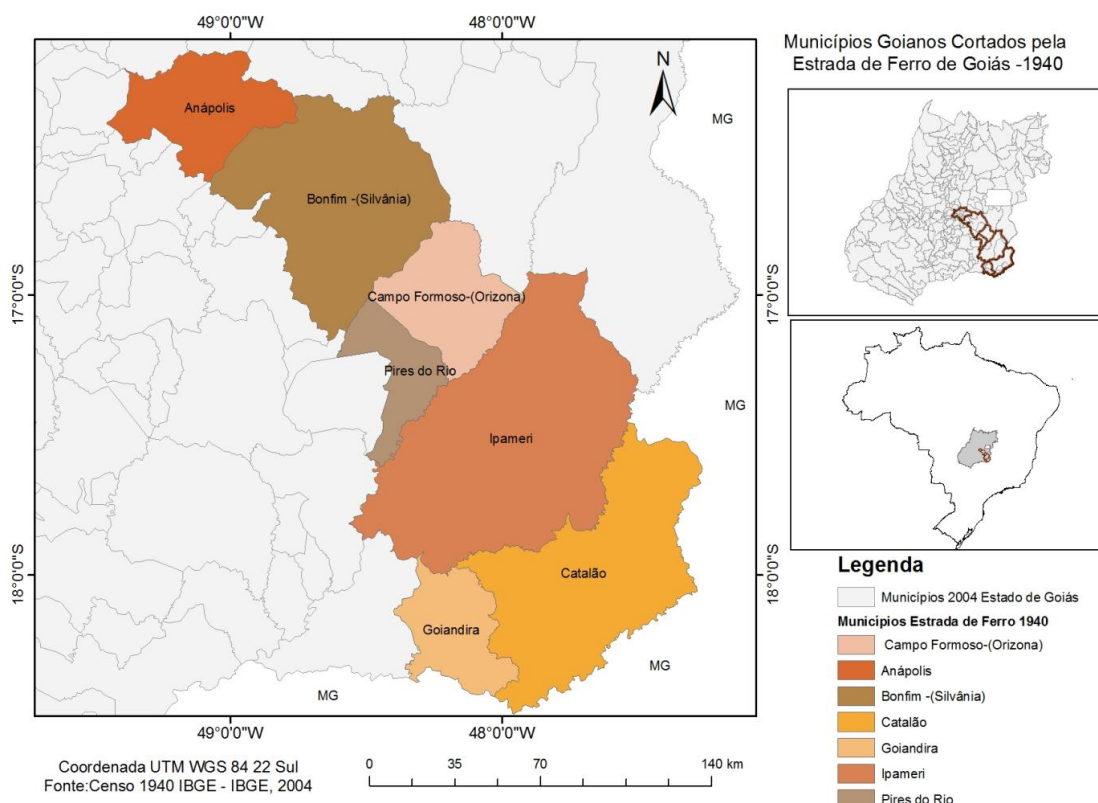 49°0'0"W
48°0'0"W
Municípios Goianos Cortados pela
Estrada de Ferro de Goiás -1940
N
MG
Anápolis
Bonfim -(Silvânia)
17°0'0"S
Campo Formoso-(Orizona)
17°0'0"S
Pires do Rio
MG
Ipameri
18°0'0"S
Catalão
18°0'0"S
Goiandira
MG
MG
49°0'0"W
48°0'0"W
Legenda
Municípios 2004 Estado de Goiás
Municipios Estrada de Ferro 1940
Campo Formoso-(Orizona)
Anápolis
Bonfim -(Silvânia)
Catalão
Goiandira
Ipameri
Pires do Rio
Coordenada UTM WGS 84 22 Sul
Fonte:Censo 1940 IBGE - IBGE, 2004
0 35 70 140 km